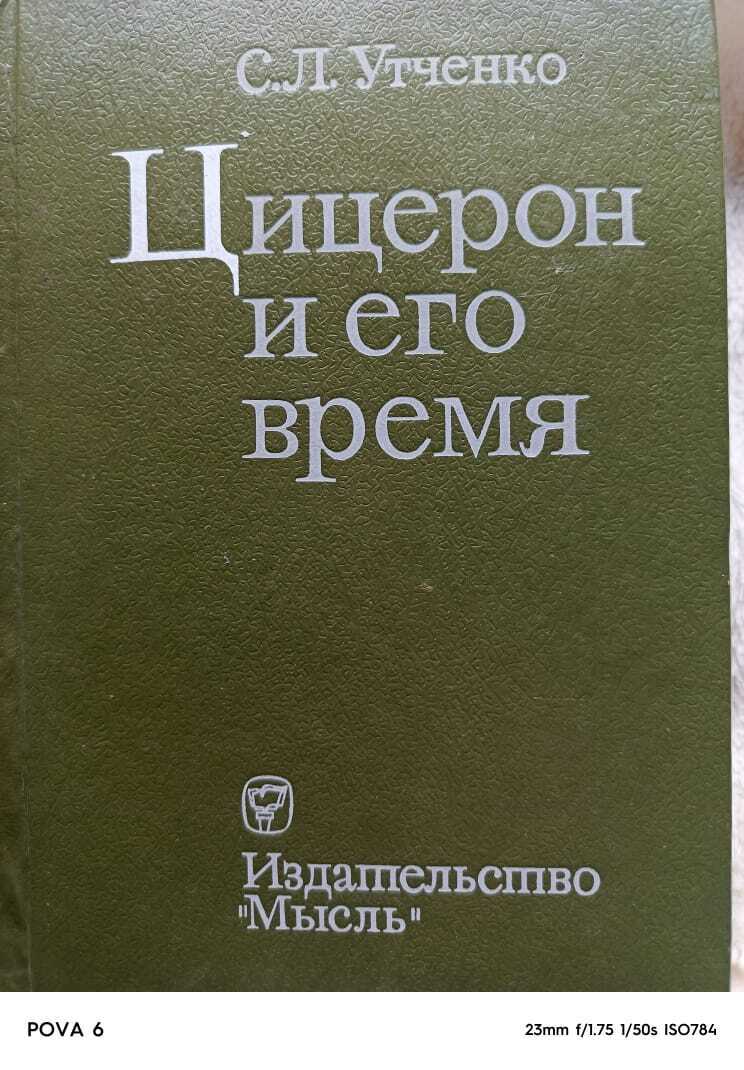 С.Л. Утченко
Цицерон
и его
время
Издательство
"Мысль"
POVA 6
23mm f/1.75 1/50s ISO784